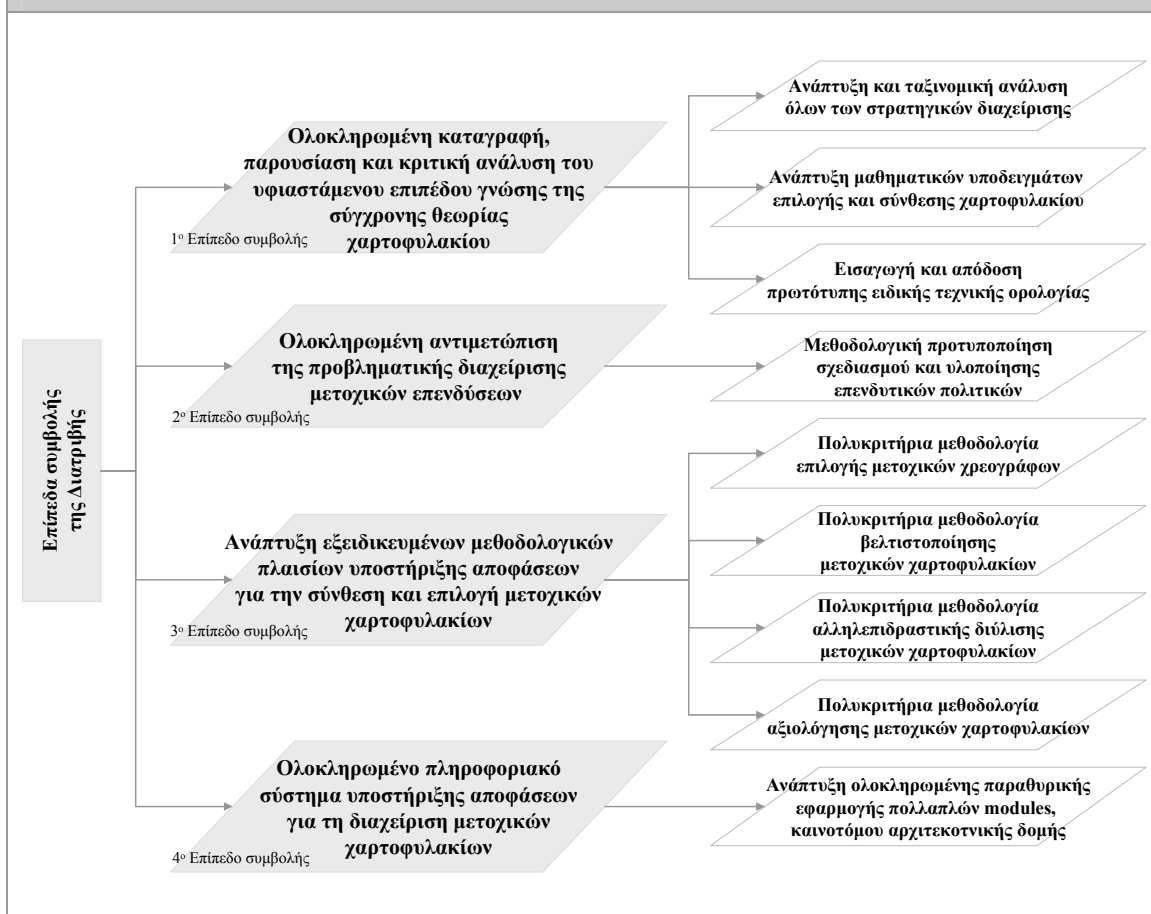 Επίπεδα συμβολής
της Διατριβής
Ολοκληρωμένη καταγραφή,
παρουσίαση και κριτική ανάλυση του
υφιαστάμενου επιπέδου γνώσης της
σύγχρονης θεωρίας
χαρτοφυλακίου
1ο Επίπεδο συμβολής
Ανάπτυξη και ταξινομική ανάλυση
όλων των στρατηγικών διαχείρισης
Ανάπτυξη μαθηματικών υποδειγμάτων
επιλογής και σύνθεσης χαρτοφυλακίου
Εισαγωγή και απόδοση
πρωτότυπης ειδικής τεχνικής ορολογίας
Ολοκληρωμένη αντιμετώπιση
της προβληματικής διαχείρισης
μετοχικών επενδύσεων
2ο Επίπεδο συμβολής
Μεθοδολογική προτυποποίηση
σχεδιασμού και υλοποίησης
επενδυτικών πολιτικών
Ανάπτυξη εξειδικευμένων μεθοδολογικών
πλαισίων υποστήριξης αποφάσεων
για την σύνθεση και επιλογή μετοχικών
χαρτοφυλακίων
3ο Επίπεδο συμβολής
Πολυκριτήρια μεθοδολογία
επιλογής μετοχικών χρεογράφων
Πολυκριτήρια μεθοδολογία
βελτιστοποίησης
μετοχικών χαρτοφυλακίων
Πολυκριτήρια μεθοδολογία
αλληλεπιδραστικής διύλισης
μετοχικών χαρτοφυλακίων
Πολυκριτήρια μεθοδολογία
αξιολόγησης μετοχικών χαρτοφυλακίων
Ολοκληρωμένο πληροφοριακό
σύστημα υποστήριξης αποφάσεων
για τη διαχείριση μετοχικών
χαρτοφυλακίων
4ο Επίπεδο συμβολής
Ανάπτυξη ολοκληρωμένης παραθυρικής
εφαρμογής πολλαπλών modules,
καινοτόμου αρχιτεκοτνικής δομής